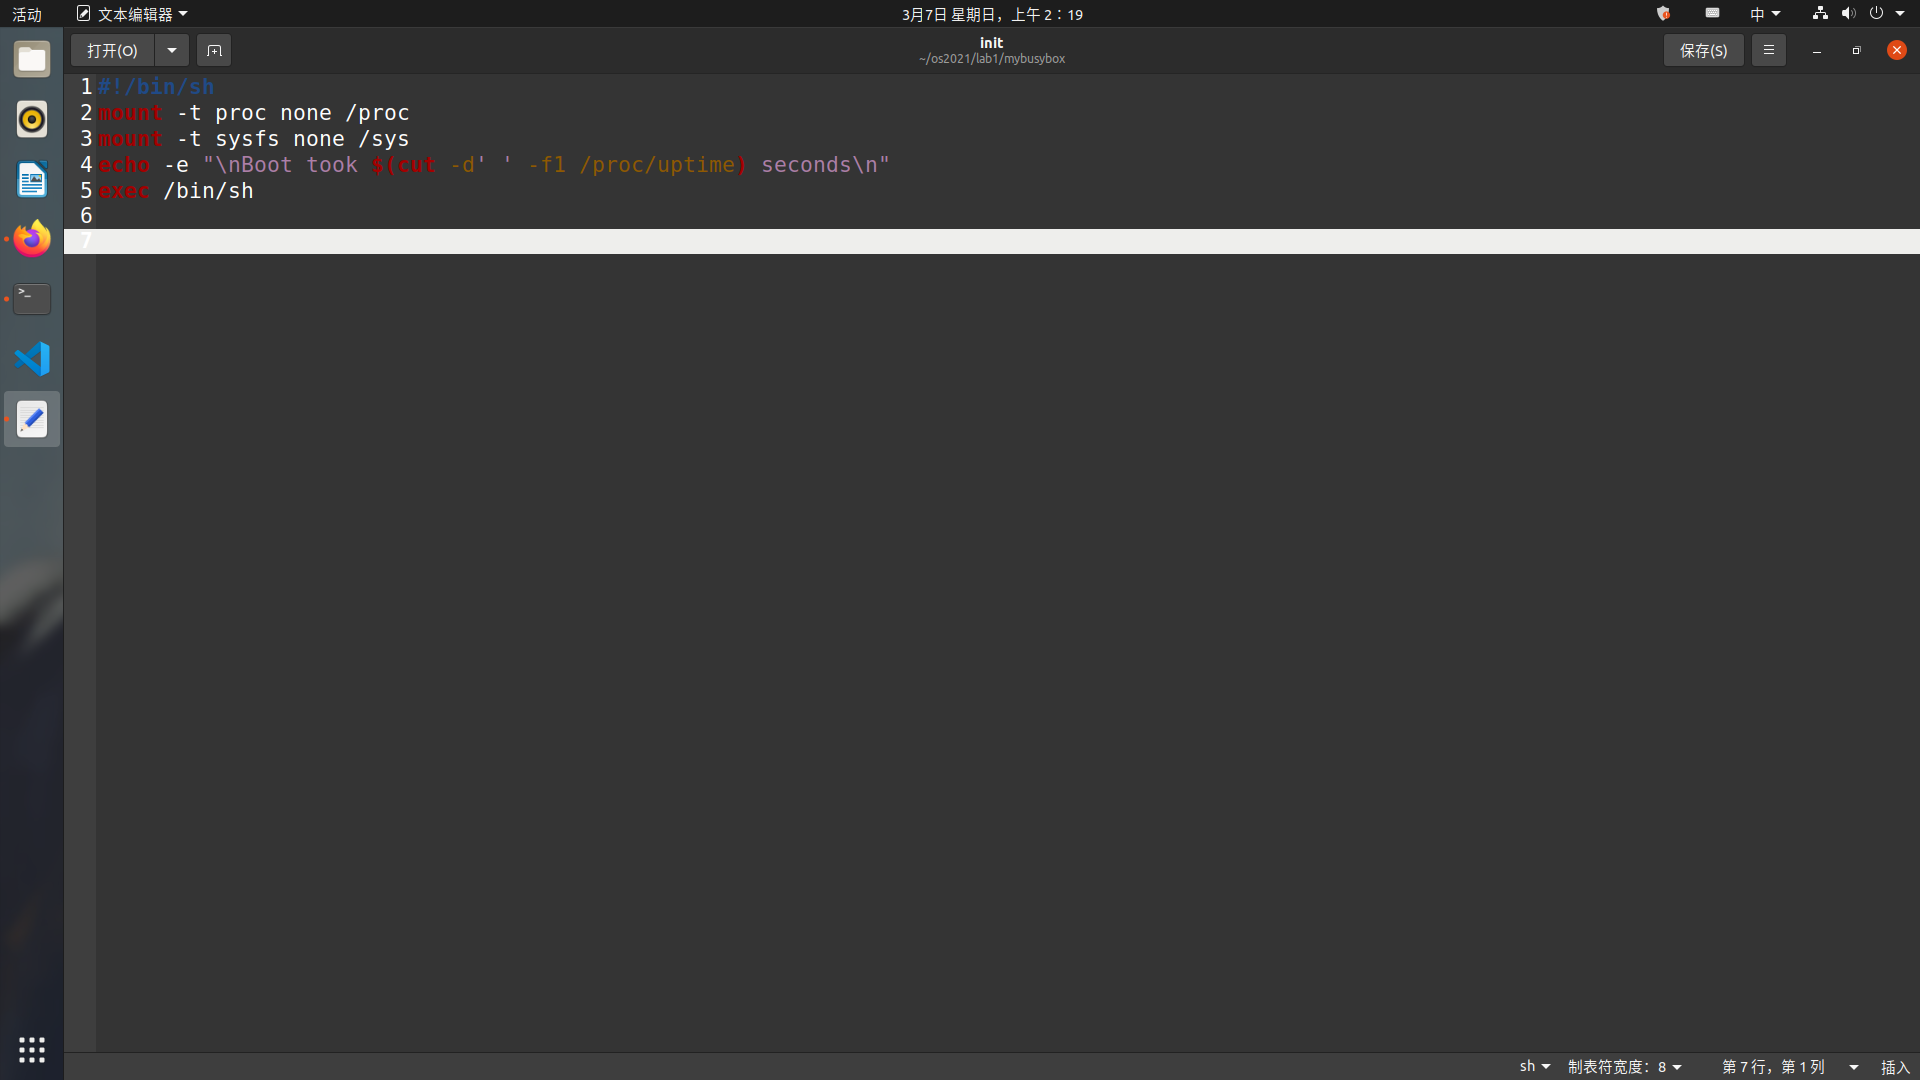 活动
文本编辑器
3月7日 星期日，上午 2：19
中
打开(O)
init
~/os2021/lab1/mybusybox
保存(S)
1 #!/bin/sh
2 mount -t proc none /proc
3 mount -t sysfs none /sys
4 echo -e "\nBoot took $(cut -d' ' -f1 /proc/uptime) seconds\n"
5 exec /bin/sh
6
7
sh
制表符宽度：8
第 7 行，第 1 列
插入